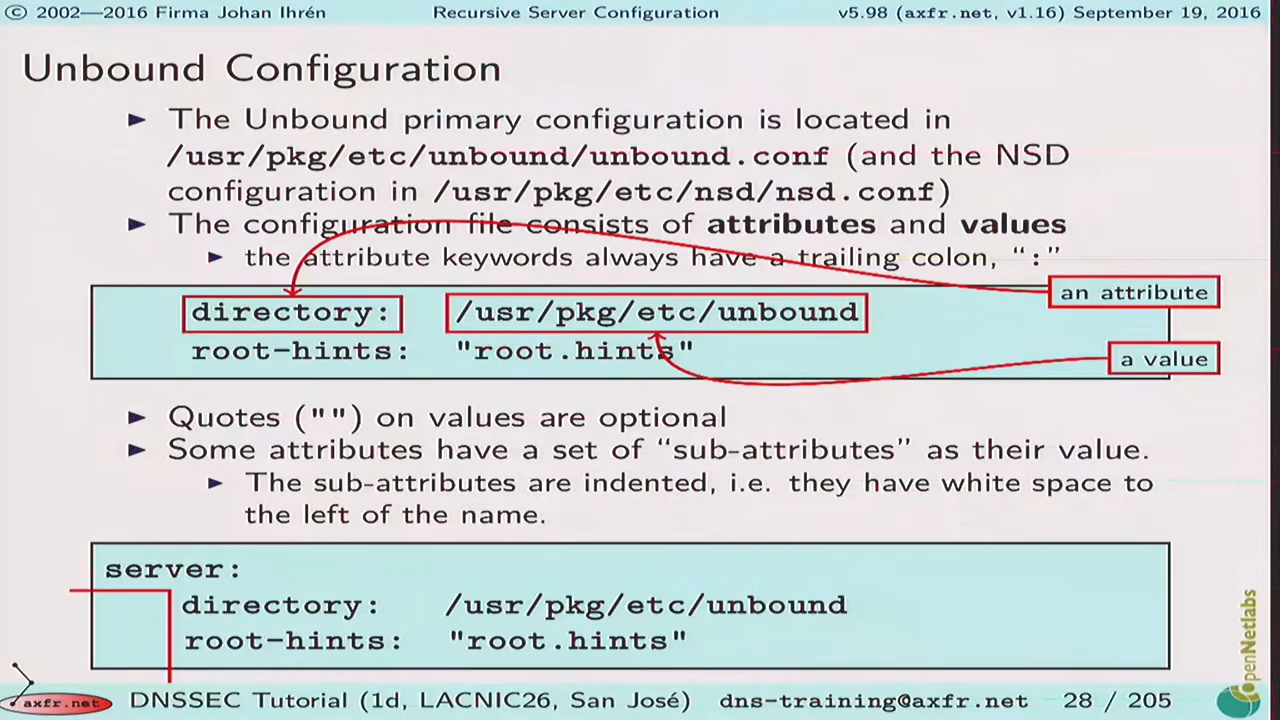 © 2002—2016 Firma Johan Ihrén Recursive Server Configuration v5.98 (axfr.net, v1.16) September 19, 2016
Unbound Configuration
► The Unbound primary configuration is located in
/usr/pkg/etc/unbound/unbound.conf (and the NSD
configuration in /usr/pkg/etc/nsd/nsd.conf)
► The configuration file consists of attributes and values
► the attribute keywords always have a trailing colon, “:”
an attribute
directory: /usr/pkg/etc/unbound
root-hints: "root.hints"
a value
► Quotes ("") on values are optional
► Some attributes have a set of “sub-attributes” as their value.
► The sub-attributes are indented, i.e. they have white space to
the left of the name.
server:
directory: /usr/pkg/etc/unbound
root-hints: "root.hints"
OpenNetlabs
axfr.net DNSSEC Tutorial (1d, LACNIC26, San José) dns-training@axfr.net 28 / 205